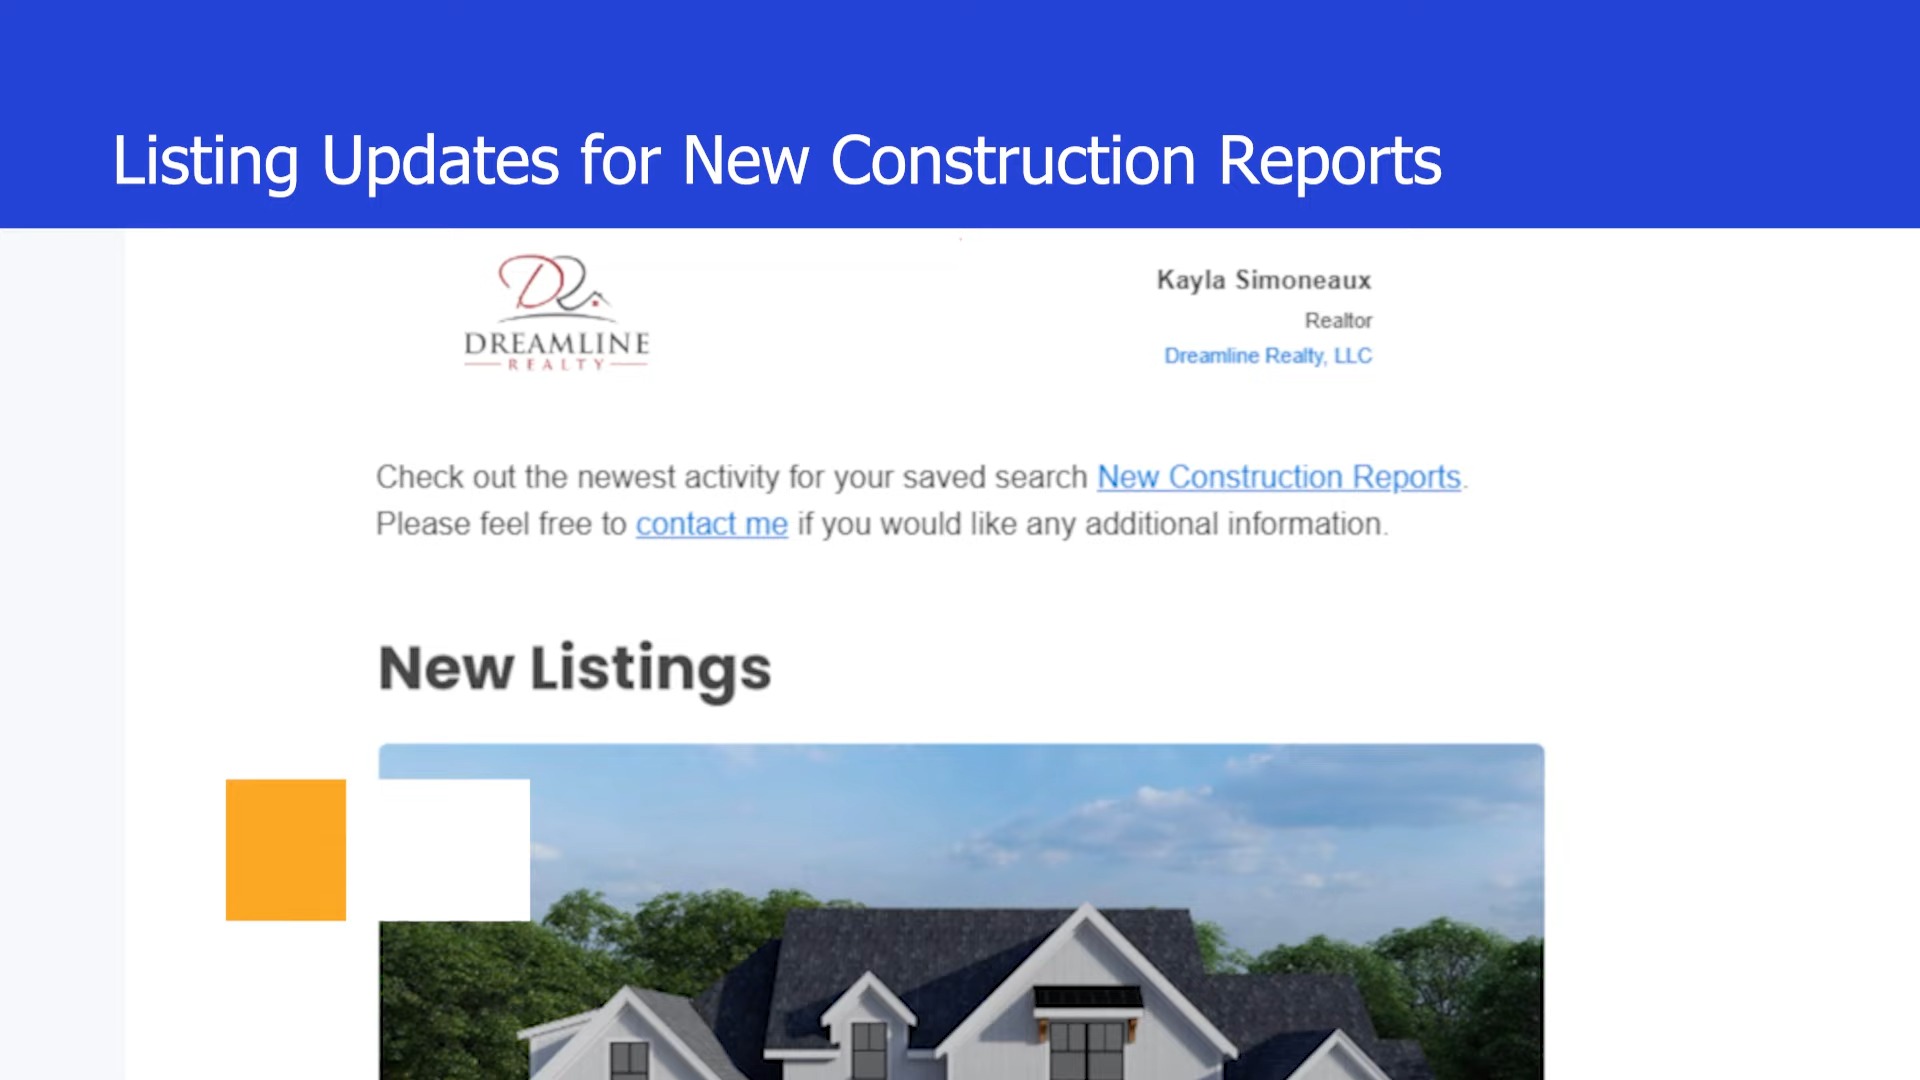 Listing Updates for New Construction Reports
DREAMLINE
REALTY
Kayla Simoneaux
Realtor
Dreamline Realty, LLC
Check out the newest activity for your saved search New Construction Reports.
Please feel free to contact me if you would like any additional information.
New Listings